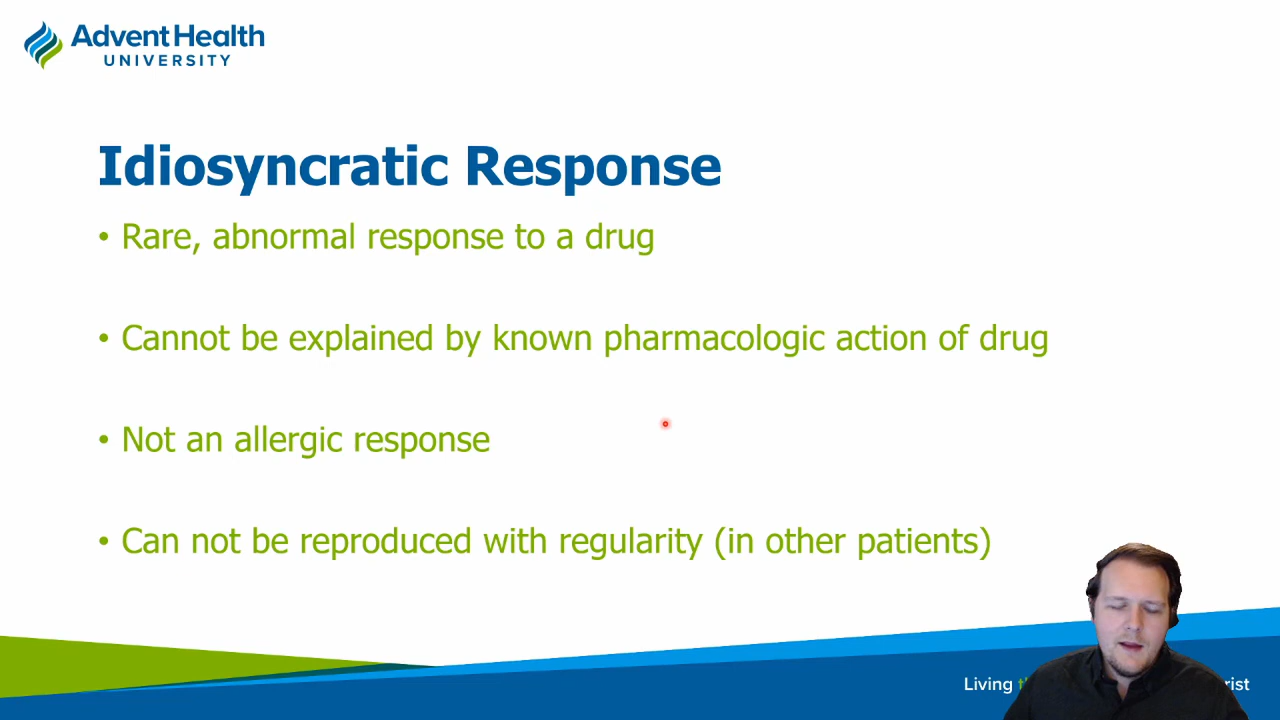 AdventHealth
UNIVERSITY
Idiosyncratic Response
• Rare, abnormal response to a drug
• Cannot be explained by known pharmacologic action of drug
• Not an allergic response
• Can not be reproduced with regularity (in other patients)
Living